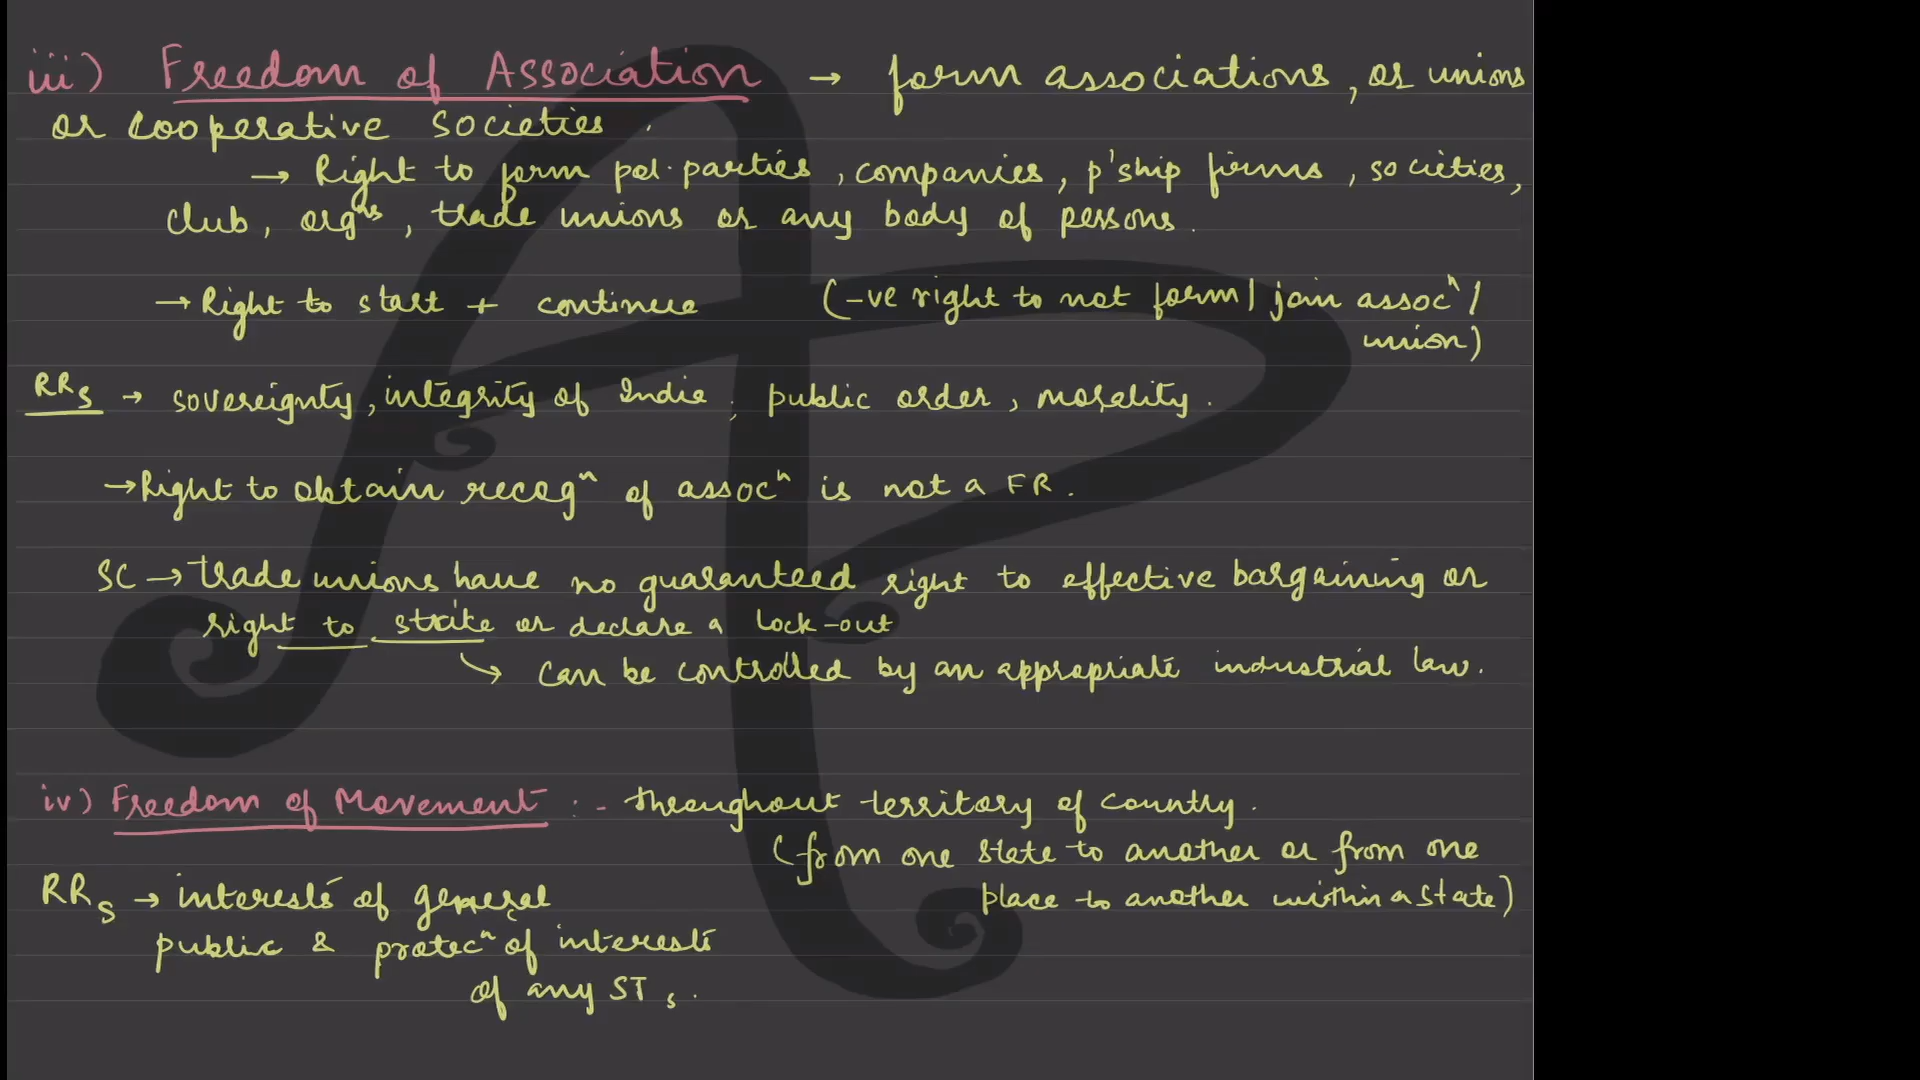 iii) Freedom of Association → form associations, or unions
or cooperative societies.
→ Right to form pol. parties, companies, p'ship firms, societies,
club, orgns, trade unions or any body of persons.
→ Right to start + continue (-ve right to not form/join assocn/
union)
RRs → sovereignty, integrity of India, public order, morality.
→ Right to obtain recogn of assocn is not a FR.
SC → trade unions have no guaranteed right to effective bargaining or
right to strike or declare a lock-out
↳ can be controlled by an appropriate industrial law.
iv) Freedom of Movement :- throughout territory of country.
(from one state to another or from one
place to another within a state)
RRs → interests of general
public & protecn of interests
of any STs.